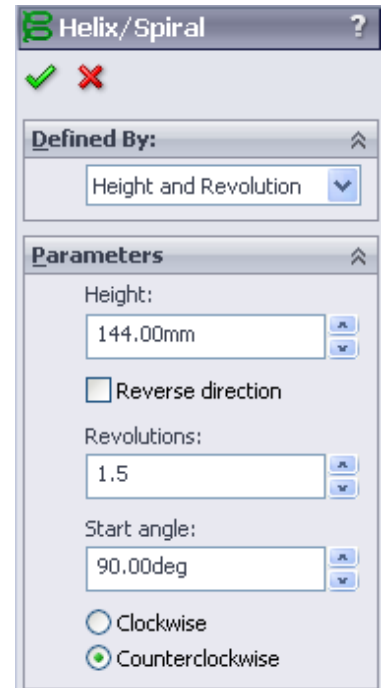 Helix/Spiral ?
Defined By:
Height and Revolution
Parameters
Height:
144.00mm
Reverse direction
Revolutions:
1.5
Start angle:
90.00deg
Clockwise
Counterclockwise